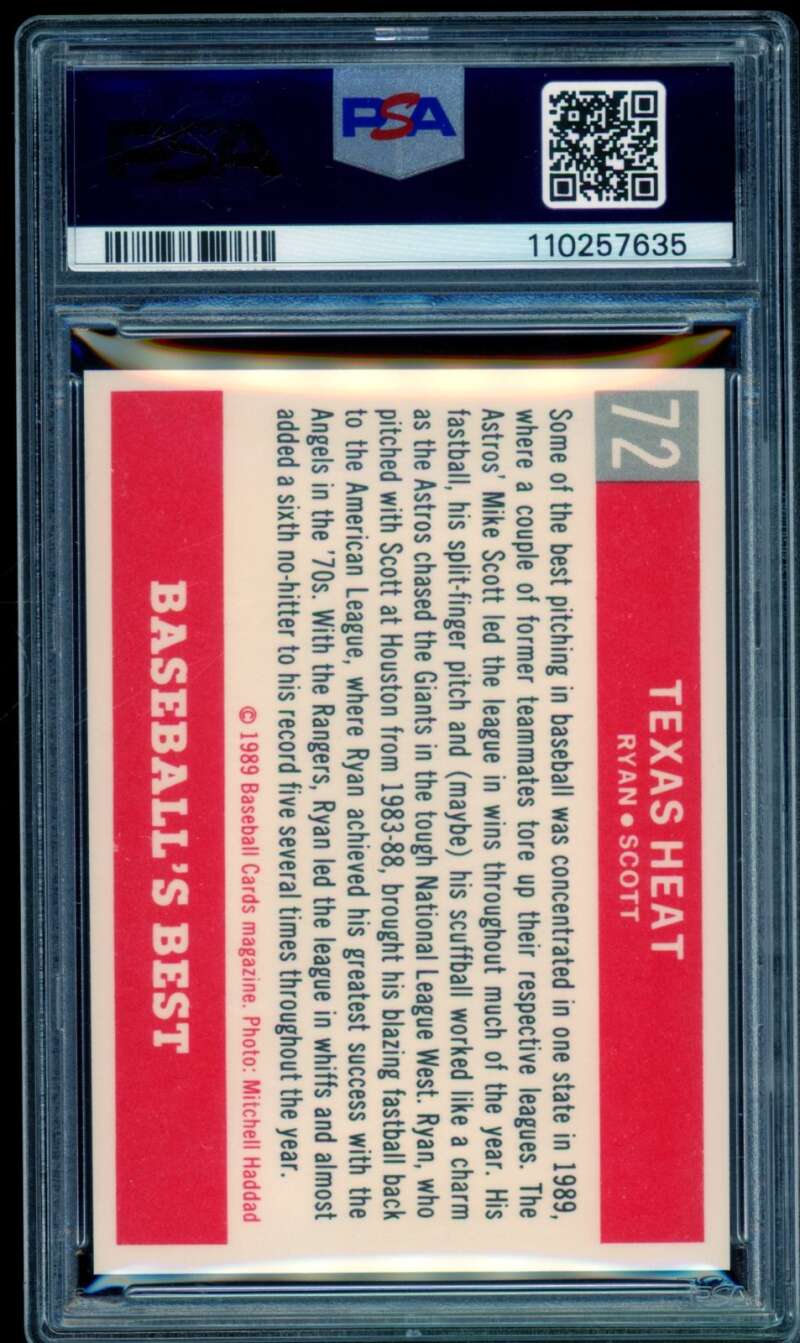 PSA
PSA
110257635
72
TEXAS HEAT
RYAN • SCOTT
Some of the best pitching in baseball was concentrated in one state in 1989,
where a couple of former teammates tore up their respective leagues. The
Astros' Mike Scott led the league in wins throughout much of the year. His
fastball, his split-finger pitch and (maybe) his scuffball worked like a charm
as the Astros chased the Giants in the tough National League West. Ryan, who
pitched with Scott at Houston from 1983-88, brought his blazing fastball back
to the American League, where Ryan achieved his greatest success with the
Angels in the '70s. With the Rangers, Ryan led the league in whiffs and almost
added a sixth no-hitter to his record five several times throughout the year.
© 1989 Baseball Cards magazine. Photo: Mitchell Haddad
BASEBALL'S BEST
PSA